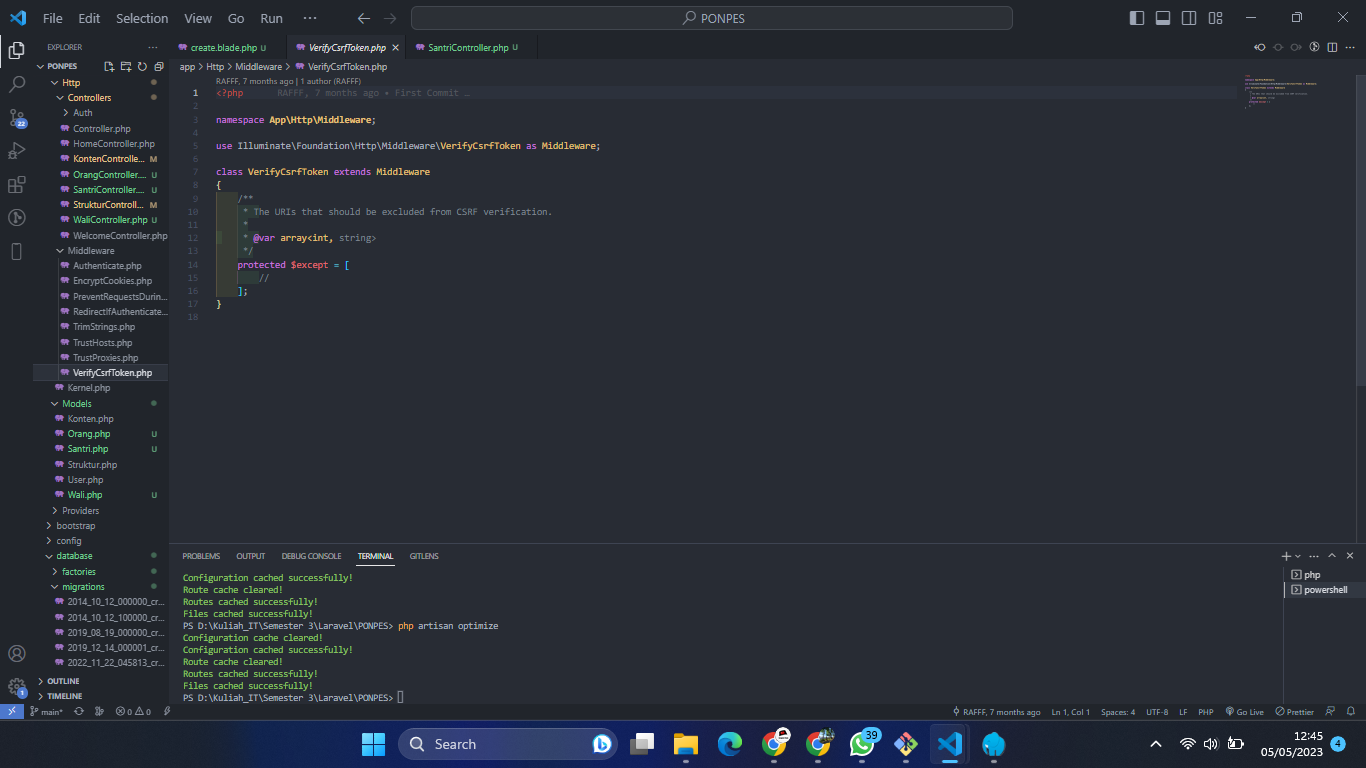 File Edit Selection View Go Run ··· PONPES
EXPLORER ···
create.blade.php U VerifyCsrfToken.php SantriController.php U
PONPES
app > Http > Middleware > VerifyCsrfToken.php
Http
Controllers
Auth
Controller.php
HomeController.php
KontenControlle... M
OrangController.... U
SantriController.... U
StrukturControll... M
WaliController.php U
WelcomeController.php
Middleware
Authenticate.php
EncryptCookies.php
PreventRequestsDurin...
RedirectIfAuthenticate...
TrimStrings.php
TrustHosts.php
TrustProxies.php
VerifyCsrfToken.php
Kernel.php
Models
Konten.php
Orang.php U
Santri.php U
Struktur.php
User.php
Wali.php U
Providers
bootstrap
config
database
factories
migrations
2014_10_12_000000_cr...
2014_10_12_100000_cr...
2019_08_19_000000_cr...
2019_12_14_000001_cr...
2022_11_22_045813_cr...
OUTLINE
TIMELINE
22
1
RAFFF, 7 months ago | 1 author (RAFFF)
1 <?php RAFFF, 7 months ago • First Commit …
2
3 namespace App\Http\Middleware;
4
5 use Illuminate\Foundation\Http\Middleware\VerifyCsrfToken as Middleware;
6
7 class VerifyCsrfToken extends Middleware
8 {
9 /**
10 * The URIs that should be excluded from CSRF verification.
11 *
12 * @var array<int, string>
13 */
14 protected $except = [
15 //
16 ];
17 }
18
PROBLEMS OUTPUT DEBUG CONSOLE TERMINAL GITLENS
Configuration cached successfully!
Route cache cleared!
Routes cached successfully!
Files cached successfully!
PS D:\Kuliah_IT\Semester 3\Laravel\PONPES> php artisan optimize
Configuration cache cleared!
Configuration cached successfully!
Route cache cleared!
Routes cached successfully!
Files cached successfully!
PS D:\Kuliah_IT\Semester 3\Laravel\PONPES>
php
powershell
main* 0 0 RAFFF, 7 months ago Ln 1, Col 1 Spaces: 4 UTF-8 LF PHP Go Live Prettier
Search 39 12:45
05/05/2023 4